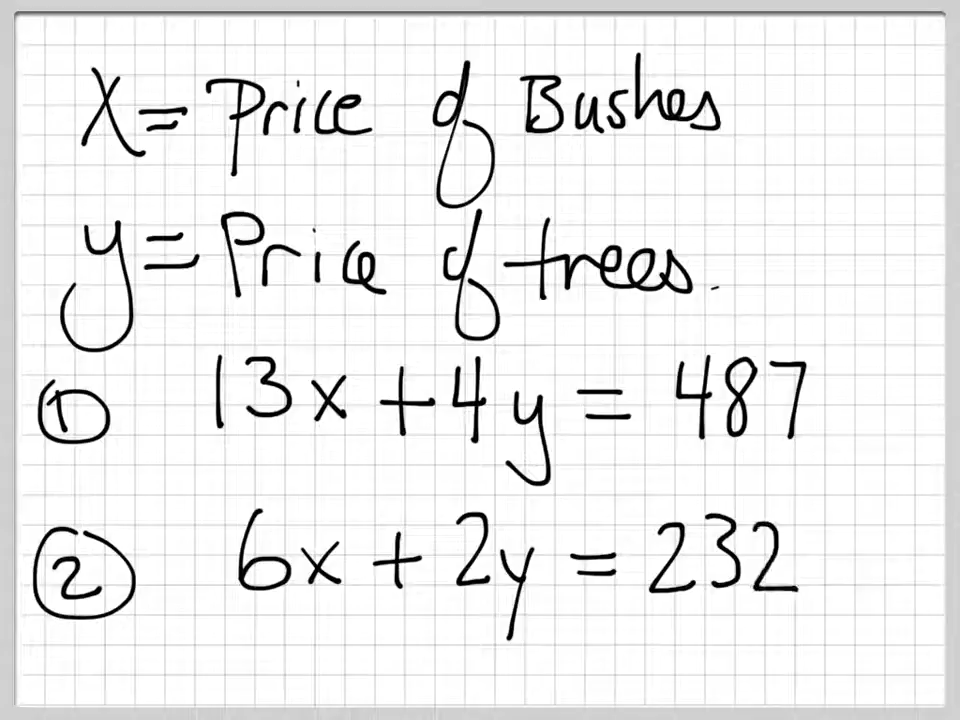 x = Price of Bushes
y = Price of trees.
① 13x + 4y = 487
② 6x + 2y = 232